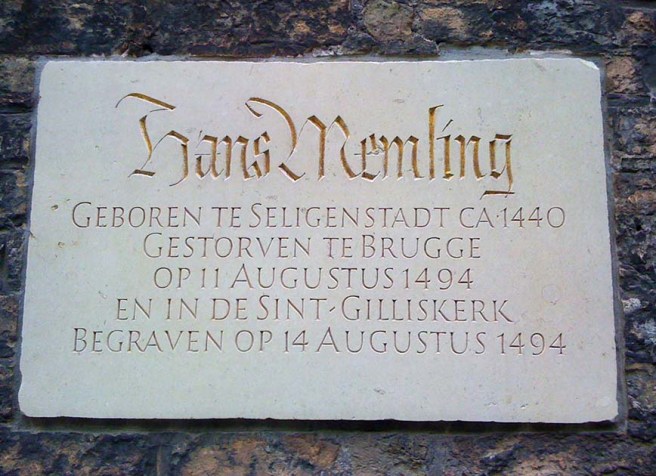 Hans Memling
GEBOREN TE SELIGENSTADT CA·1440
GESTORVEN TE BRUGGE
OP 11 AUGUSTUS 1494
EN IN DE SINT-GILLISKERK
BEGRAVEN OP 14 AUGUSTUS 1494